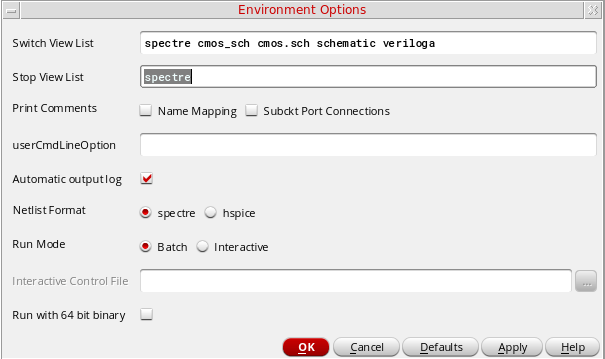 Environment Options
Switch View List spectre cmos_sch cmos.sch schematic veriloga
Stop View List spectre
Print Comments Name Mapping Subckt Port Connections
userCmdLineOption
Automatic output log
Netlist Format spectre hspice
Run Mode Batch Interactive
Interactive Control File ...
Run with 64 bit binary
OK Cancel Defaults Apply Help